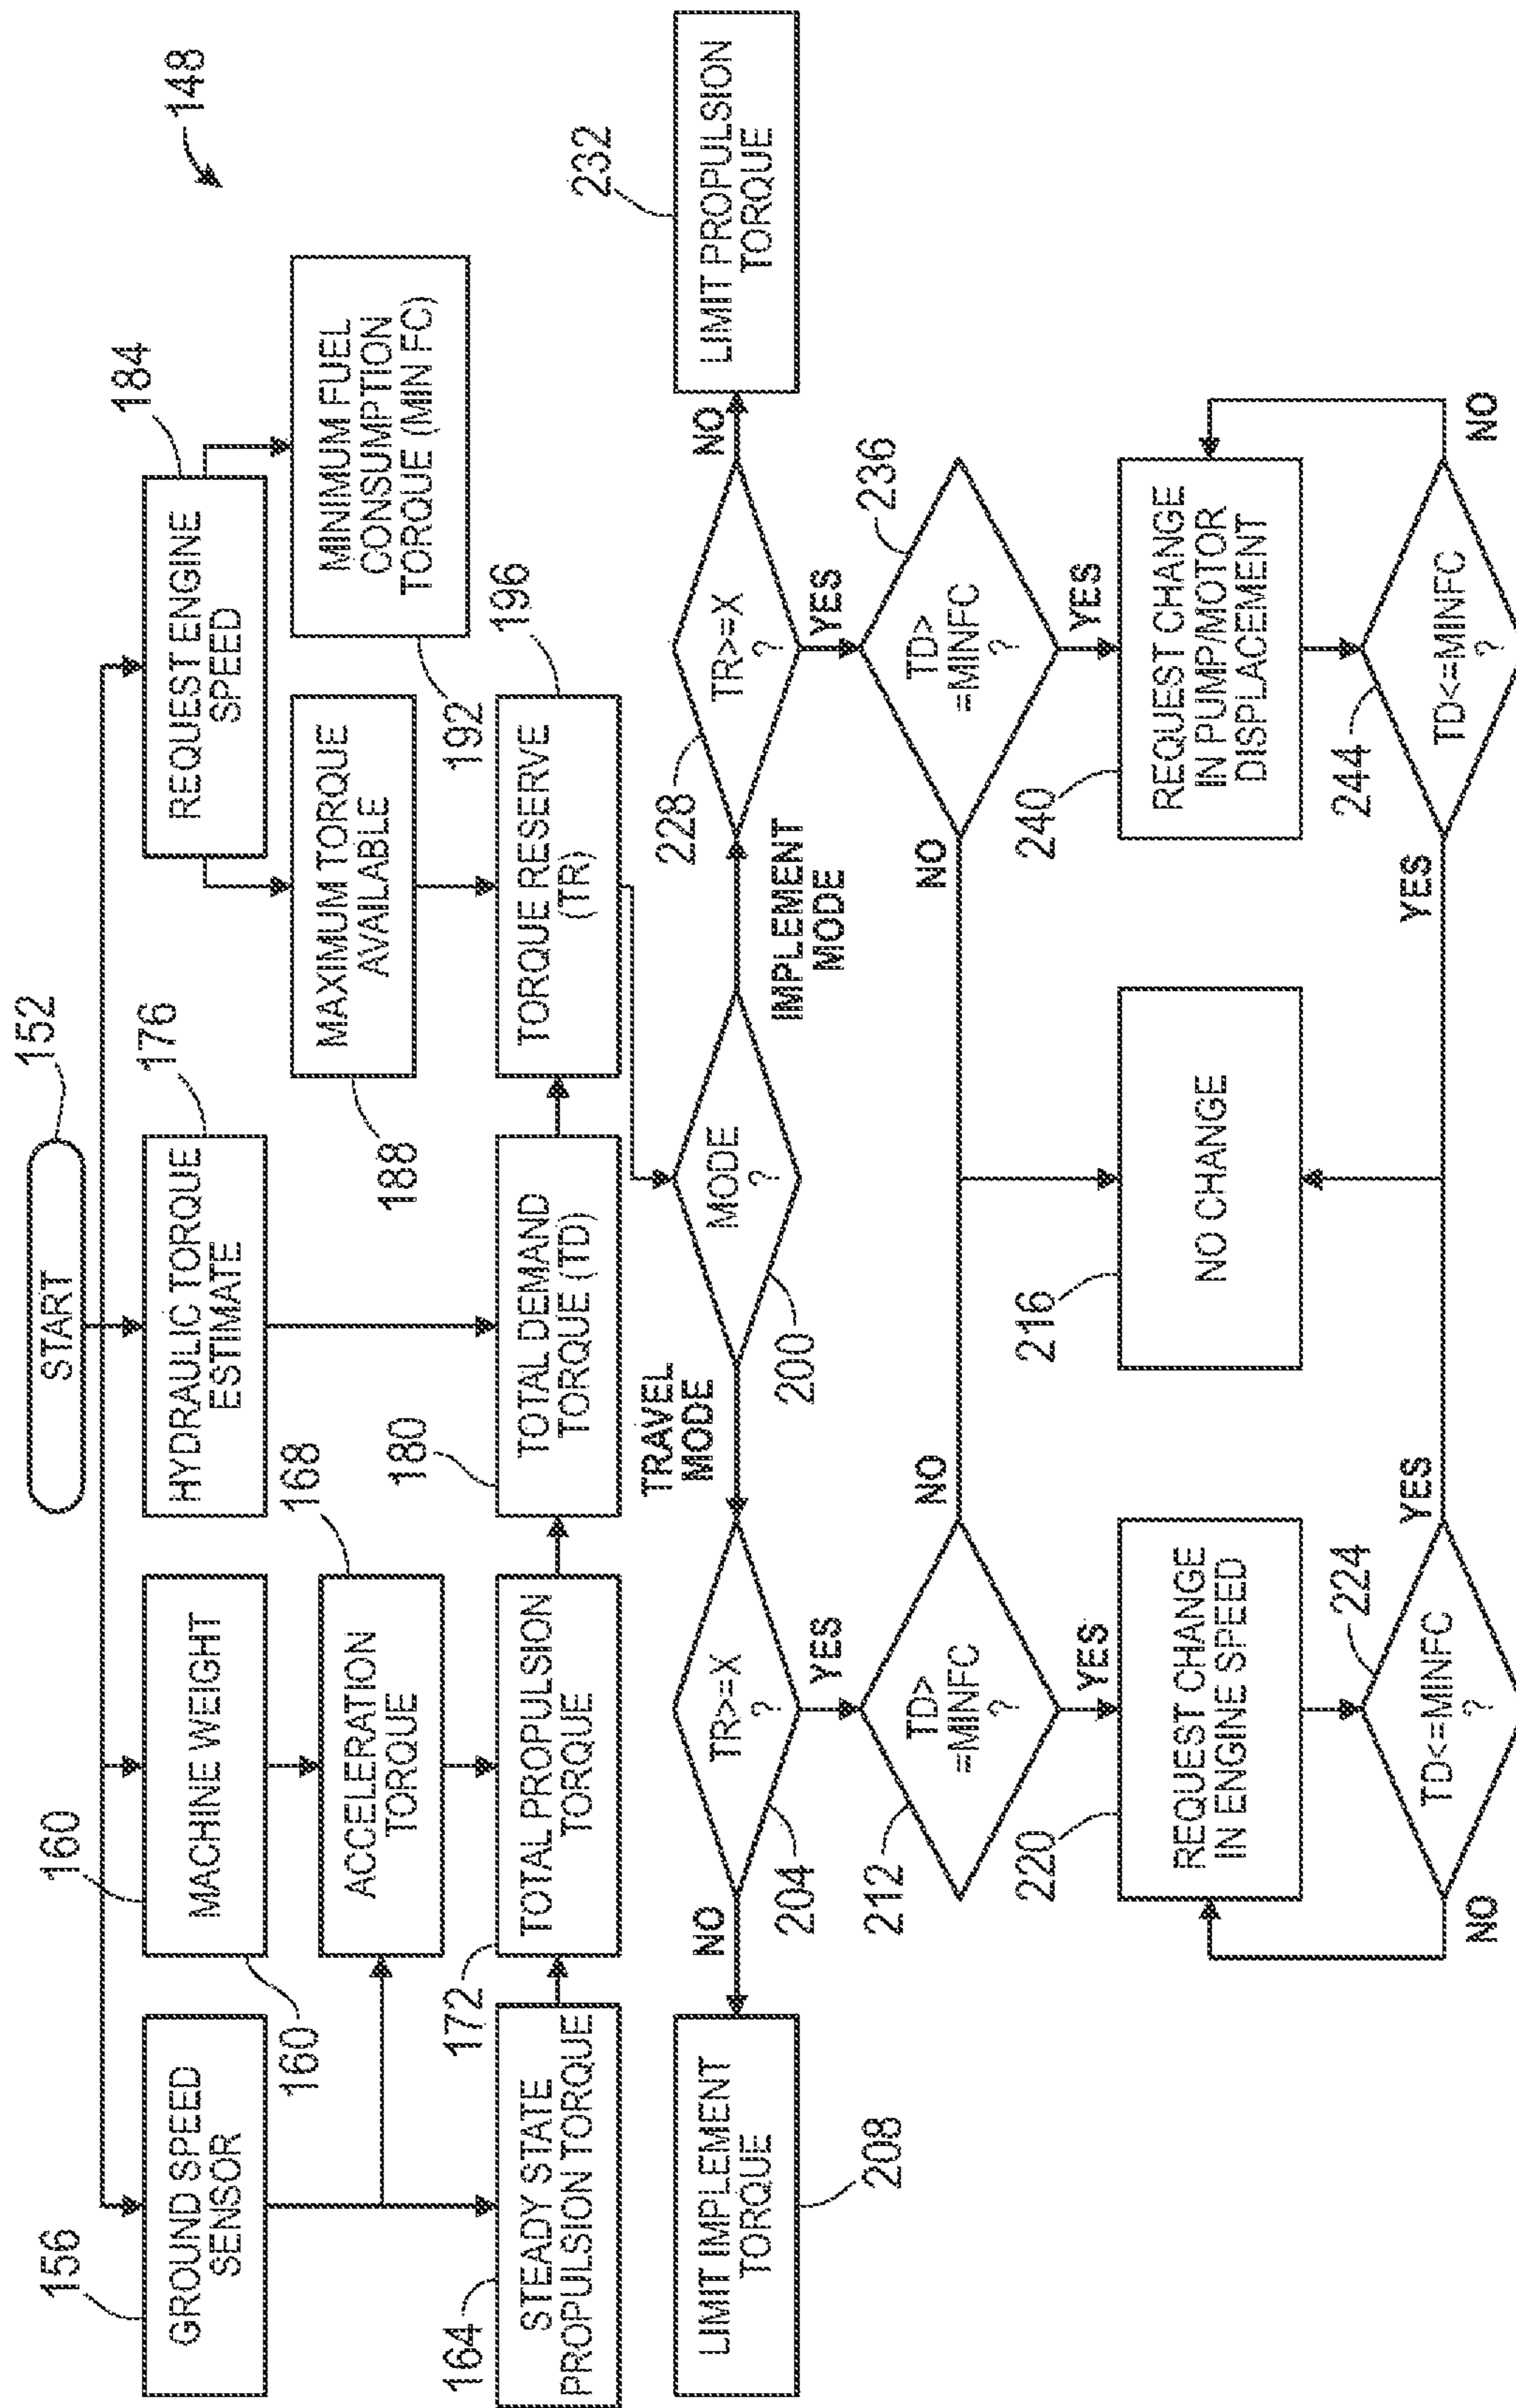 148
START
152
156
GROUND SPEED
SENSOR
160
MACHINE WEIGHT
160
HYDRAULIC TORQUE
ESTIMATE
176
REQUEST ENGINE
SPEED
184
168
ACCELERATION
TORQUE
MAXIMUM TORQUE
AVAILABLE
188
MINIMUM FUEL
CONSUMPTION
TORQUE (MIN FC)
192
164
STEADY STATE
PROPULSION TORQUE
172
TOTAL PROPULSION
TORQUE
180
TOTAL DEMAND
TORQUE (TD)
TORQUE RESERVE
(TR)
196
LIMIT IMPLEMENT
TORQUE
208
NO
TR>=X
?
204
TRAVEL
MODE
MODE
?
200
IMPLEMENT
MODE
228
TR>=X
?
NO
LIMIT PROPULSION
TORQUE
232
YES
YES
212
TD>
=MINFC
?
NO
NO
TD>
=MINFC
?
236
YES
YES
220
REQUEST CHANGE
IN ENGINE SPEED
216
NO CHANGE
240
REQUEST CHANGE
IN PUMP/MOTOR
DISPLACEMENT
NO
TD<=MINFC
?
224
YES
YES
244
TD<=MINFC
?
NO